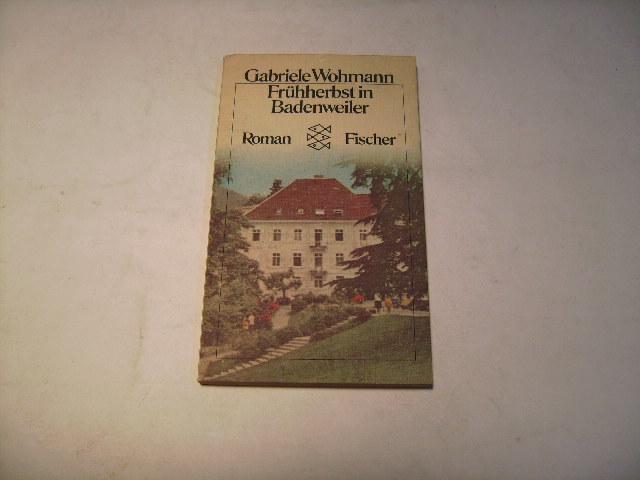 Gabriele Wohmann
Frühherbst in
Badenweiler
Roman Fischer